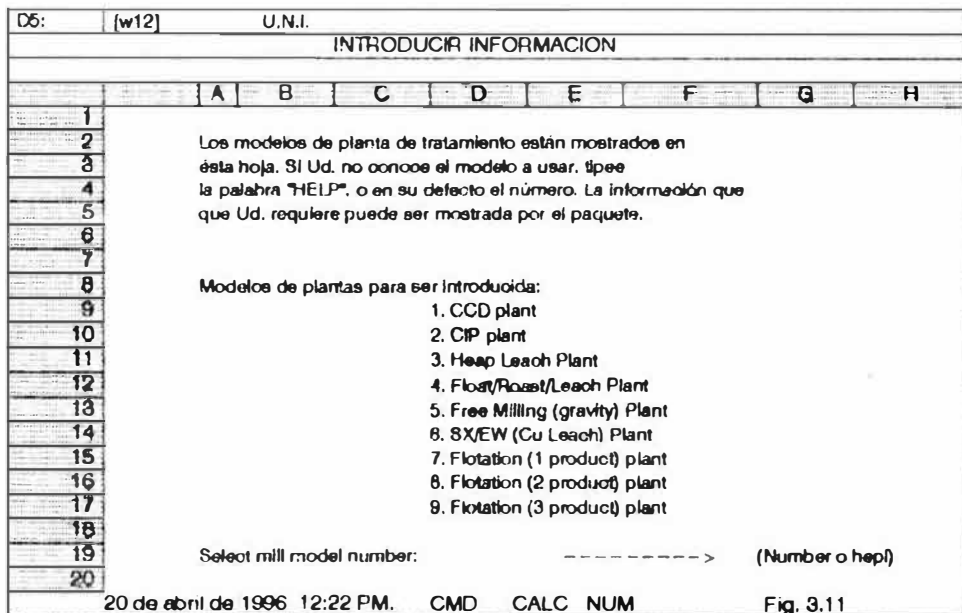 D5: [w12] U.N.I.
INTRODUCIR INFORMACION
A B C D E F G H
1
2 Los modelos de planta de tratamiento están mostrados en
3 ésta hoja. Si Ud. no conoce el modelo a usar. tipee
4 la palabra "HELP", o en su defecto el número. La información que
5 que Ud. requiere puede ser mostrada por el paquete.
6
7
8 Modelos de plantas para ser introducida:
9 1. CCD plant
10 2. CIP plant
11 3. Heap Leach Plant
12 4. Float/Roast/Leach Plant
13 5. Free Milling (gravity) Plant
14 6. SX/EW (Cu Leach) Plant
15 7. Flotation (1 product) plant
16 8. Flotation (2 product) plant
17 9. Flotation (3 product) plant
18
19 Select mill model number: ---------> (Number o hepl)
20
20 de abril de 1996 12:22 PM. CMD CALC NUM Fig. 3.11